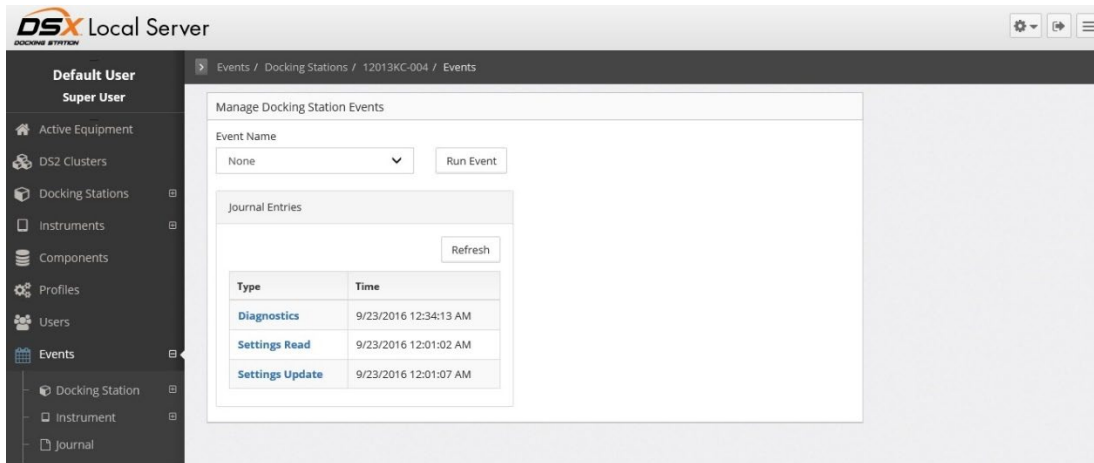 DSX Local Server
DOCKING STATION
Default User
Super User
Active Equipment
DS2 Clusters
Docking Stations
Instruments
Components
Profiles
Users
Events
Docking Station
Instrument
Journal
Events / Docking Stations / 12013KC-004 / Events
Manage Docking Station Events
Event Name
None
Run Event
Journal Entries
Refresh
Type Time
Diagnostics 9/23/2016 12:34:13 AM
Settings Read 9/23/2016 12:01:02 AM
Settings Update 9/23/2016 12:01:07 AM